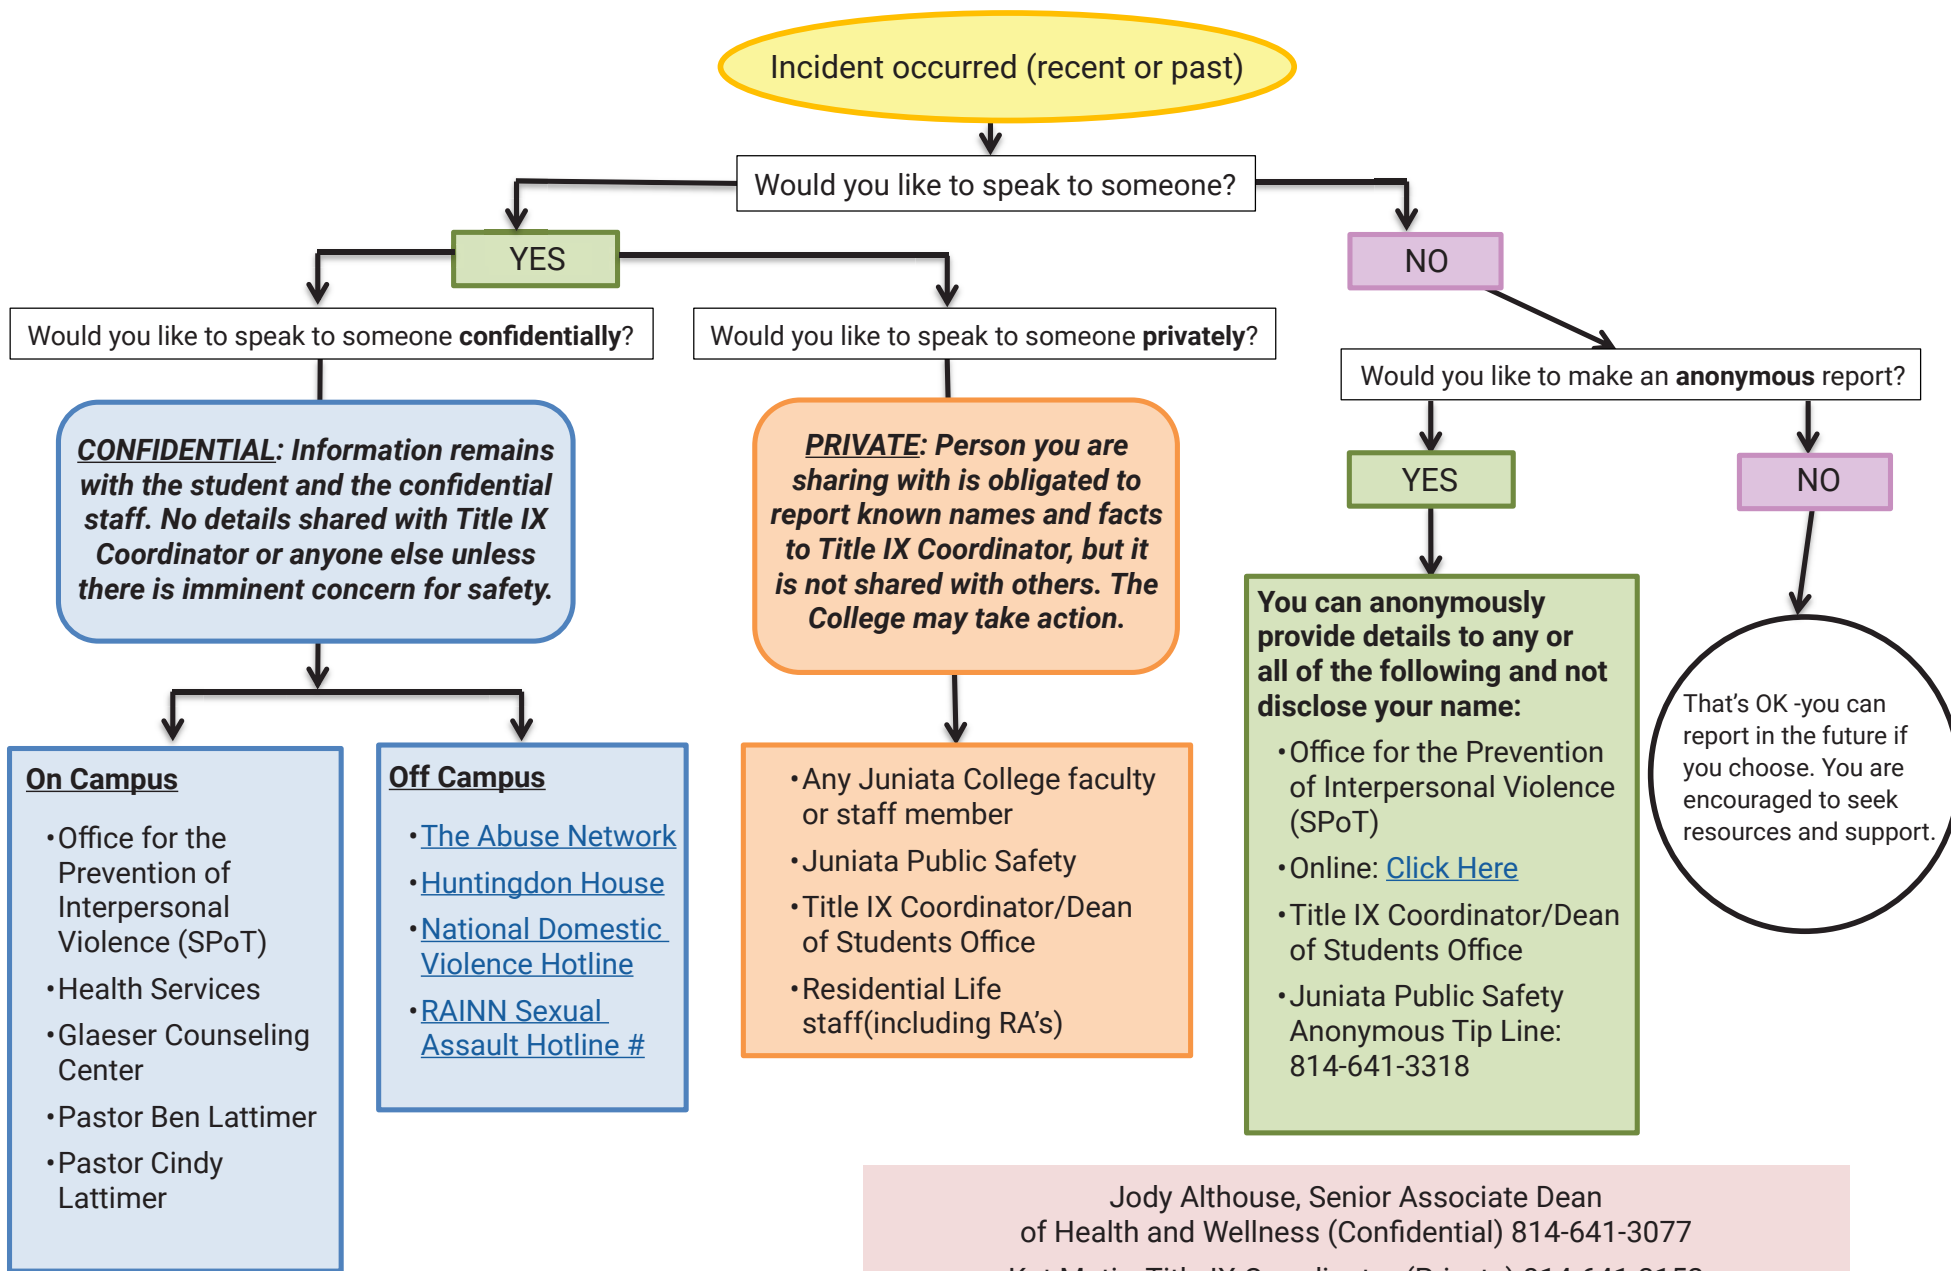 Incident occurred (recent or past)
Would you like to speak to someone?
YES
NO
Would you like to speak to someone confidentially?
Would you like to speak to someone privately?
Would you like to make an anonymous report?
CONFIDENTIAL: Information remains
with the student and the confidential
staff. No details shared with Title IX
Coordinator or anyone else unless
there is imminent concern for safety.
PRIVATE: Person you are
sharing with is obligated to
report known names and facts
to Title IX Coordinator, but it
is not shared with others. The
College may take action.
YES
NO
You can anonymously
provide details to any or
all of the following and not
disclose your name:
•Office for the Prevention
of Interpersonal Violence
(SPoT)
•Online: Click Here
•Title IX Coordinator/Dean
of Students Office
•Juniata Public Safety
Anonymous Tip Line:
814-641-3318
That's OK -you can
report in the future if
you choose. You are
encouraged to seek
resources and support.
On Campus
•Office for the
Prevention of
Interpersonal
Violence (SPoT)
•Health Services
•Glaeser Counseling
Center
•Pastor Ben Lattimer
•Pastor Cindy
Lattimer
Off Campus
•The Abuse Network
•Huntingdon House
•National Domestic
Violence Hotline
•RAINN Sexual
Assault Hotline #
•Any Juniata College faculty
or staff member
•Juniata Public Safety
•Title IX Coordinator/Dean
of Students Office
•Residential Life
staff(including RA's)
Jody Althouse, Senior Associate Dean
of Health and Wellness (Confidential) 814-641-3077
Title IX Coordinator (Private)